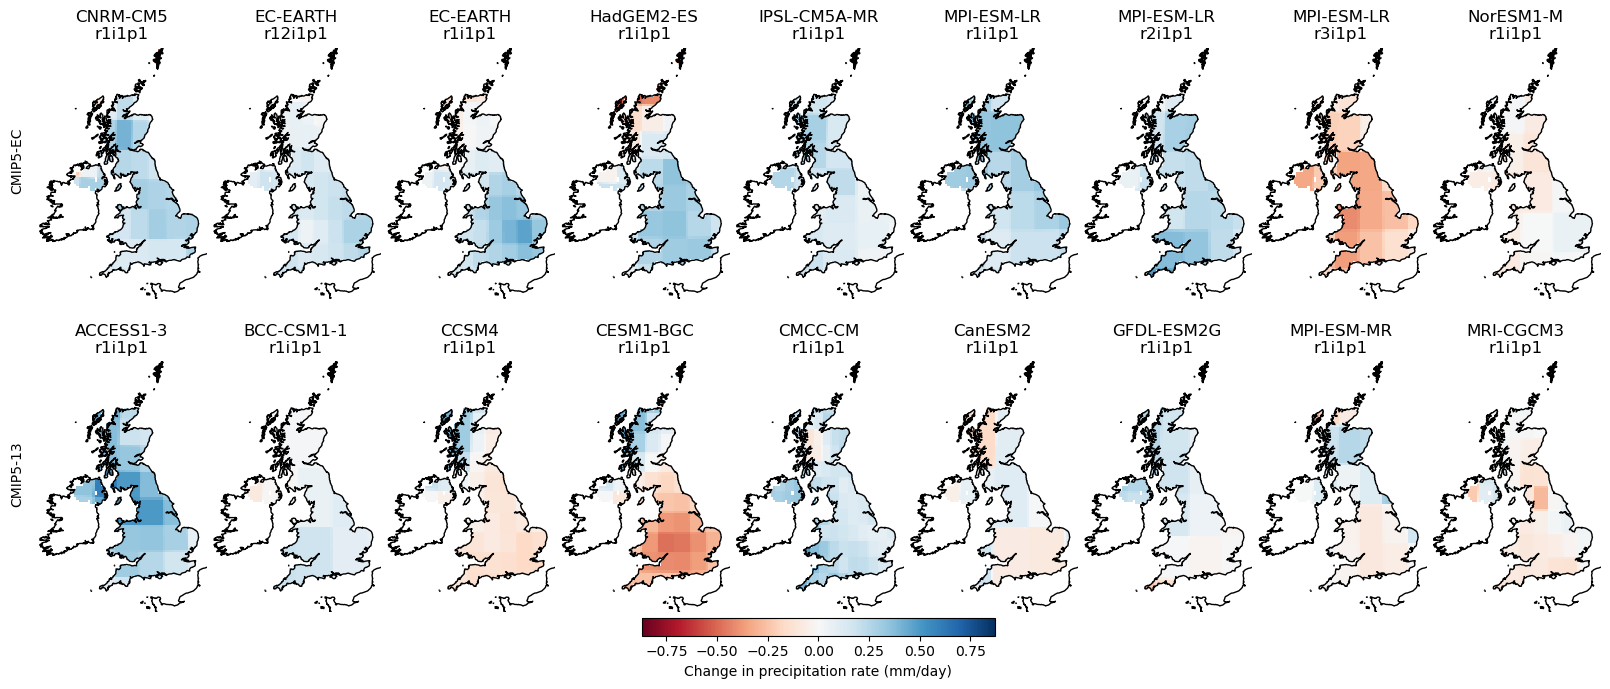 CNRM-CM5 EC-EARTH EC-EARTH HadGEM2-ES IPSL-CM5A-MR MPI-ESM-LR MPI-ESM-LR MPI-ESM-LR NorESM1-M
r1i1p1 r12i1p1 r1i1p1 r1i1p1 r1i1p1 r1i1p1 r2i1p1 r3i1p1 r1i1p1
CMIP5-EC
ACCESS1-3 BCC-CSM1-1 CCSM4 CESM1-BGC CMCC-CM CanESM2 GFDL-ESM2G MPI-ESM-MR MRI-CGCM3
r1i1p1 r1i1p1 r1i1p1 r1i1p1 r1i1p1 r1i1p1 r1i1p1 r1i1p1 r1i1p1
CMIP5-13
−0.75 −0.50 −0.25 0.00 0.25 0.50 0.75
Change in precipitation rate (mm/day)